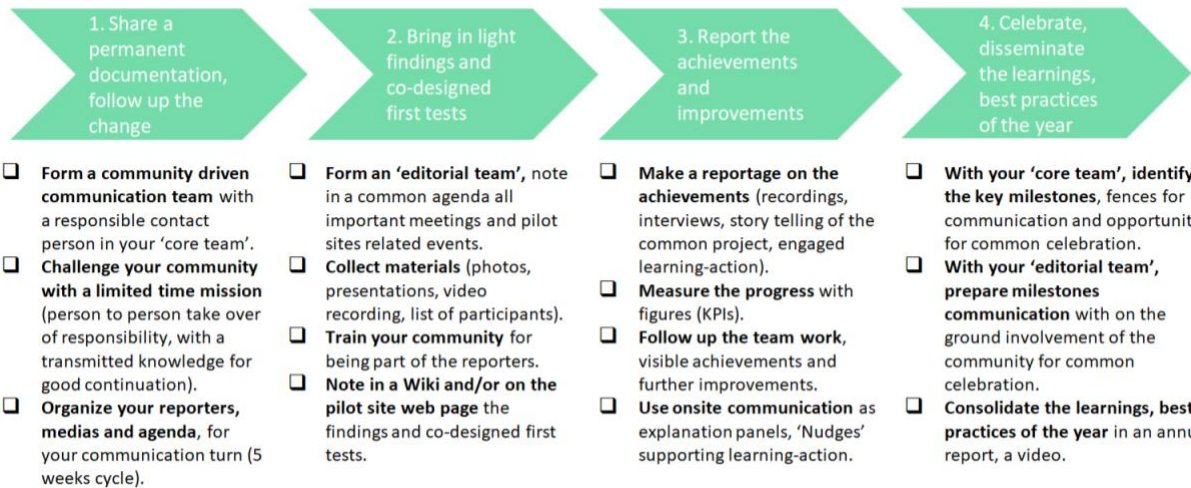 1. Share a
permanent
documentation,
follow up the
change
❑ Form a community driven
communication team with
a responsible contact
person in your ‘core team’.
❑ Challenge your community
with a limited time mission
(person to person take over
of responsibility, with a
transmitted knowledge for
good continuation).
❑ Organize your reporters,
medias and agenda, for
your communication turn (5
weeks cycle).
2. Bring in light
findings and
co-designed
first tests
❑ Form an ‘editorial team’, note
in a common agenda all
important meetings and pilot
sites related events.
❑ Collect materials (photos,
presentations, video
recording, list of participants).
❑ Train your community for
being part of the reporters.
❑ Note in a Wiki and/or on the
pilot site web page the
findings and co-designed first
tests.
3. Report the
achievements
and
improvements
❑ Make a reportage on the
achievements (recordings,
interviews, story telling of the
common project, engaged
learning-action).
❑ Measure the progress with
figures (KPIs).
❑ Follow up the team work,
visible achievements and
further improvements.
❑ Use onsite communication as
explanation panels, ‘Nudges’
supporting learning-action.
4. Celebrate,
disseminate
the learnings,
best practices
of the year
❑ With your ‘core team’, identify
the key milestones, fences for
communication and opportunit
for common celebration.
❑ With your ‘editorial team’,
prepare milestones
communication with on the
ground involvement of the
community for common
celebration.
❑ Consolidate the learnings, best
practices of the year in an annu
report, a video.